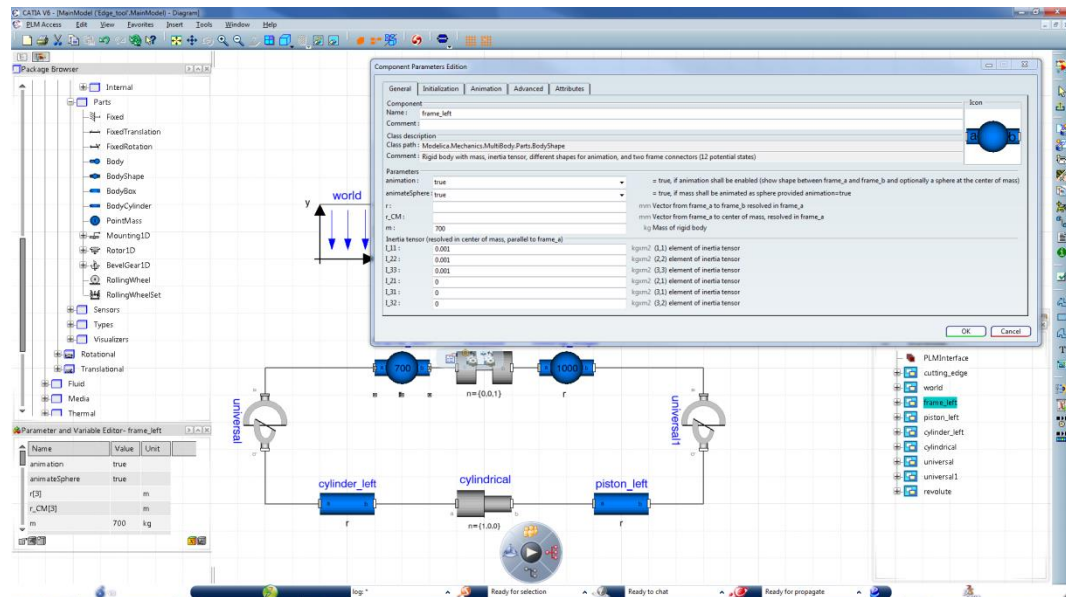 CATIA V6 - [MainModel ('Edge_tool'.MainModel) - Diagram]
PLM Access Edit View Favorites Insert Tools Window Help
Package Browser
Internal
Parts
Fixed
FixedTranslation
FixedRotation
Body
BodyShape
BodyBox
BodyCylinder
PointMass
Mounting1D
Rotor1D
BevelGear1D
RollingWheel
RollingWheelSet
Sensors
Types
Visualizers
Rotational
Translational
Fluid
Media
Thermal
Parameter and Variable Editor- frame_left
Name Value Unit
animation true
animateSphere true
r[3] m
r_CM[3] m
m 700 kg
Component Parameters Edition
General Initialization Animation Advanced Attributes
Component
Icon
Name : frame_left
Comment :
a b
Class description
Class path : Modelica.Mechanics.MultiBody.Parts.BodyShape
Comment : Rigid body with mass, inertia tensor, different shapes for animation, and two frame connectors (12 potential states)
Parameters
animation : true = true, if animation shall be enabled (show shape between frame_a and frame_b and optionally a sphere at the center of mass)
animateSphere : true = true, if mass shall be animated as sphere provided animation=true
r : mm Vector from frame_a to frame_b resolved in frame_a
r_CM : mm Vector from frame_a to center of mass, resolved in frame_a
m : 700 kg Mass of rigid body
Inertia tensor (resolved in center of mass, parallel to frame_a)
I_11 : 0.001 kgxm2 (1,1) element of inertia tensor
I_22 : 0.001 kgxm2 (2,2) element of inertia tensor
I_33 : 0.001 kgxm2 (3,3) element of inertia tensor
I_21 : 0 kgxm2 (2,1) element of inertia tensor
I_31 : 0 kgxm2 (3,1) element of inertia tensor
I_32 : 0 kgxm2 (3,2) element of inertia tensor
OK Cancel
world
y
700
1000
n={0,0,1}
r
universal
universal1
cylinder_left
cylindrical
piston_left
a b
r
n={1,0,0}
r
PLMInterface
cutting_edge
world
frame_left
piston_left
cylinder_left
cylindrical
universal
universal1
revolute
log: *
Ready for selection
Ready to chat
Ready for propagate